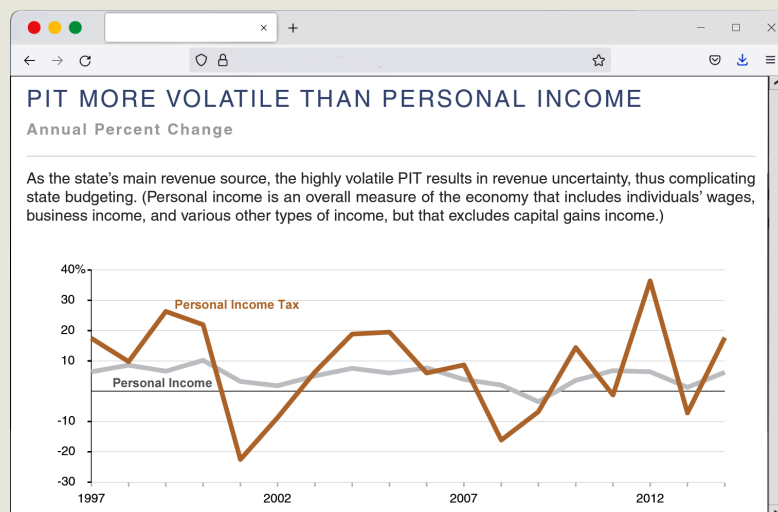 PIT MORE VOLATILE THAN PERSONAL INCOME
Annual Percent Change
As the state's main revenue source, the highly volatile PIT results in revenue uncertainty, thus complicating
state budgeting. (Personal income is an overall measure of the economy that includes individuals' wages,
business income, and various other types of income, but that excludes capital gains income.)
40%
30
Personal Income Tax
20
10
Personal Income
-10
-20
-30
1997 2002 2007 2012